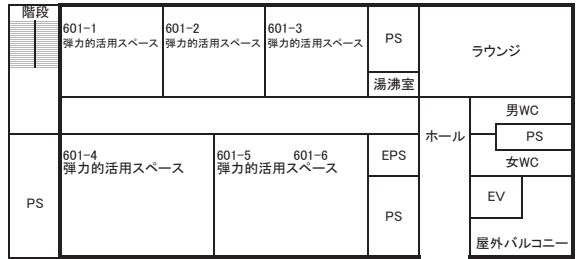 階段
601-1
弾力的活用スペース
601-2
弾力的活用スペース
601-3
弾力的活用スペース
PS
湯沸室
ラウンジ
ホール
男WC
PS
女WC
EV
屋外バルコニー
PS
601-4
弾力的活用スペース
601-5 601-6
弾力的活用スペース
EPS
PS